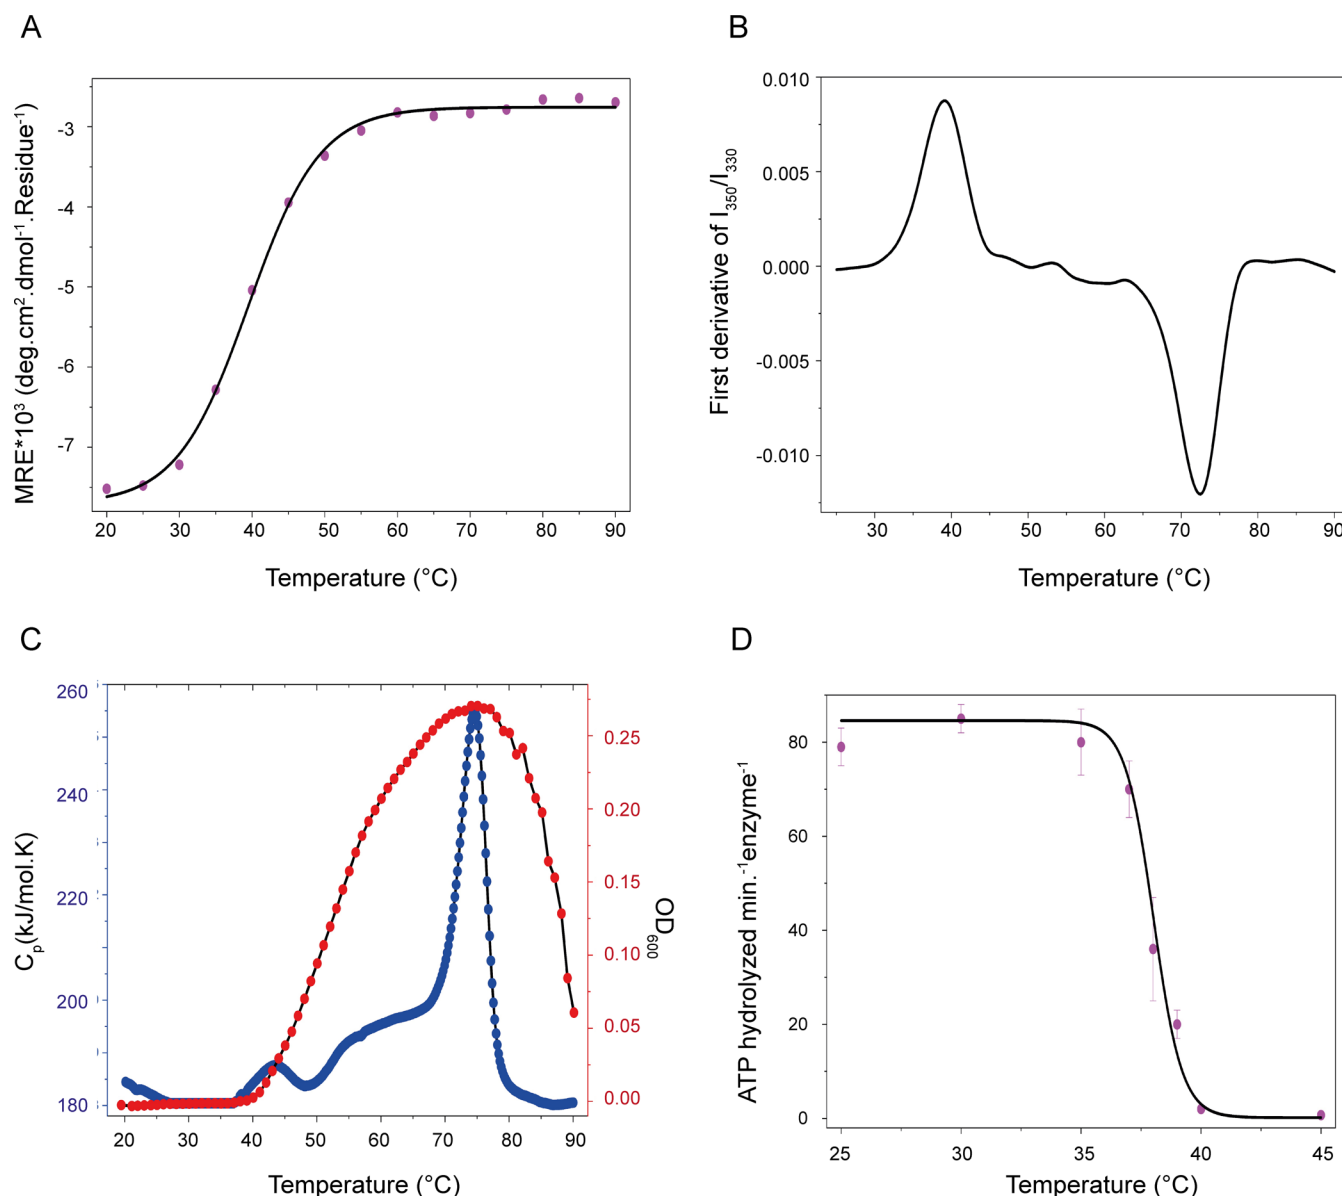 A
MRE*10³ (deg.cm².dmol⁻¹.Residue⁻¹)
-3
-4
-5
-6
-7
20 30 40 50 60 70 80 90
Temperature (°C)
B
First derivative of I₃₅₀/I₃₃₀
0.010
0.005
0.000
-0.005
-0.010
30 40 50 60 70 80 90
Temperature (°C)
C
Cₚ(kJ/mol.K)
260
240
220
200
180
0.25
0.20
0.15
0.10
0.05
0.00
OD₆₀₀
20 30 40 50 60 70 80 90
Temperature (°C)
D
ATP hydrolyzed min.⁻¹enzyme⁻¹
80
60
40
20
0
25 30 35 40 45
Temperature (°C)